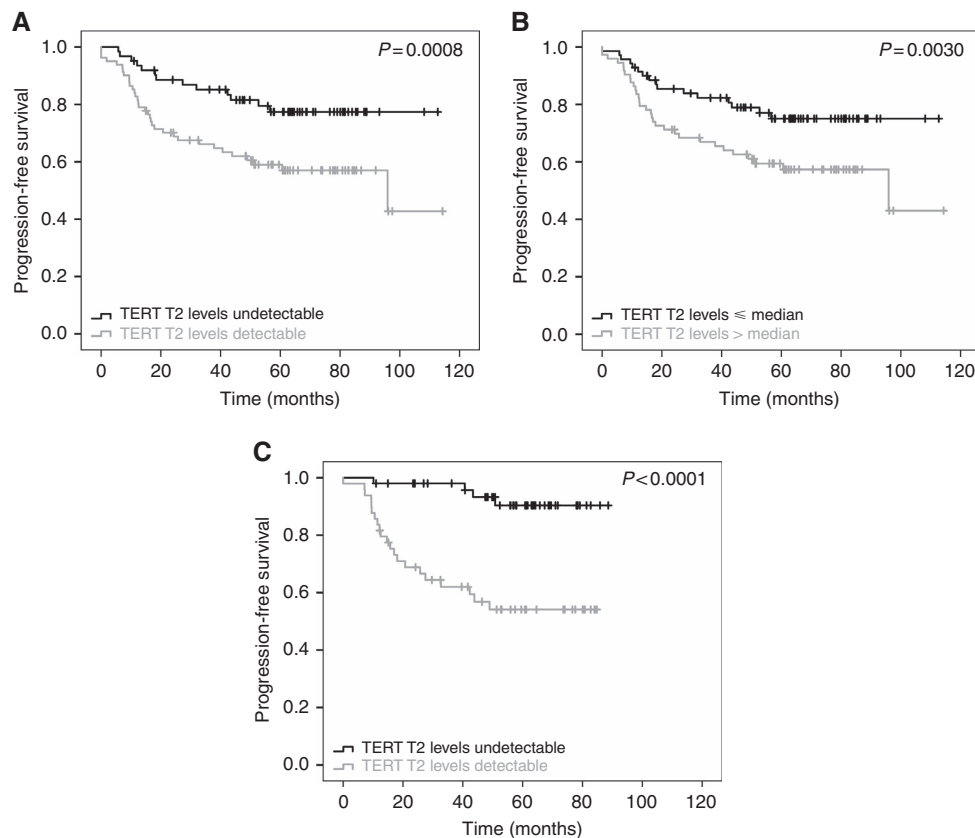 A
P=0.0008
Progression-free survival
1.0
0.8
0.6
0.4
0.2
0.0
TERT T2 levels undetectable
TERT T2 levels detectable
0 20 40 60 80 100 120
Time (months)
B
P=0.0030
Progression-free survival
1.0
0.8
0.6
0.4
0.2
0.0
TERT T2 levels ⩽ median
TERT T2 levels > median
0 20 40 60 80 100 120
Time (months)
C
P<0.0001
Progression-free survival
1.0
0.8
0.6
0.4
0.2
0.0
TERT T2 levels undetectable
TERT T2 levels detectable
0 20 40 60 80 100 120
Time (months)